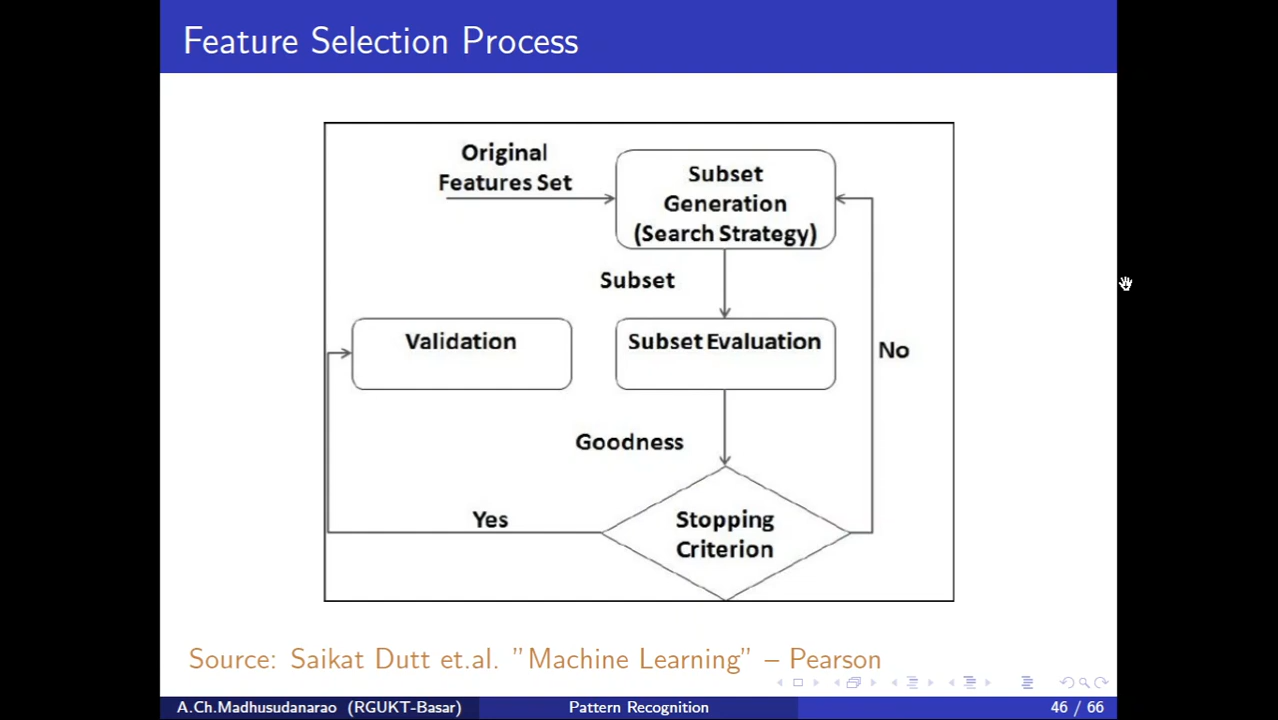 Feature Selection Process
Original
Features Set
Subset
Generation
(Search Strategy)
Subset
Validation
Subset Evaluation
No
Goodness
Yes
Stopping
Criterion
Source: Saikat Dutt et.al. "Machine Learning" – Pearson
A.Ch.Madhusudanarao (RGUKT-Basar)
Pattern Recognition
46 / 66